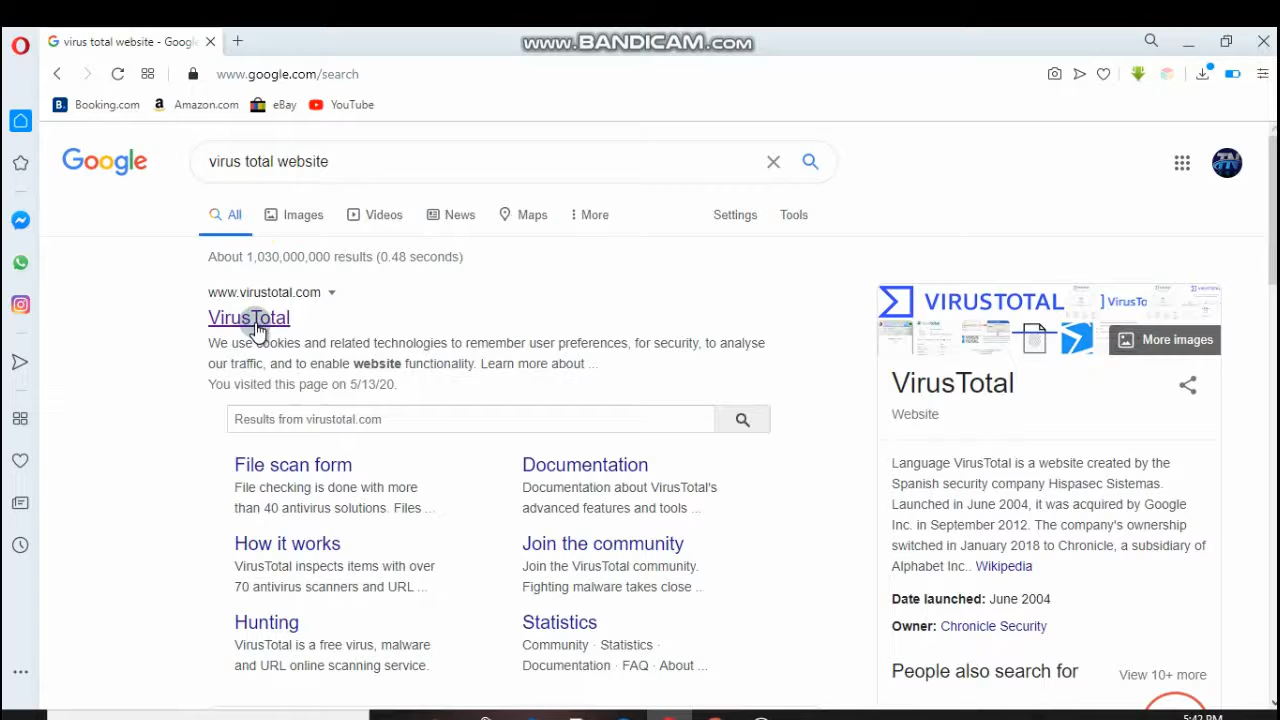 www.BANDICAM.com
virus total website - Googl
www.google.com/search
B. Booking.com a Amazon.com eBay YouTube
Google
virus total website
All Images Videos News Maps More Settings Tools
About 1,030,000,000 results (0.48 seconds)
www.virustotal.com
VirusTotal
We use cookies and related technologies to remember user preferences, for security, to analyse
our traffic, and to enable website functionality. Learn more about ...
You visited this page on 5/13/20.
Results from virustotal.com
File scan form
File checking is done with more
than 40 antivirus solutions. Files ...
Documentation
Documentation about VirusTotal's
advanced features and tools ...
How it works
VirusTotal inspects items with over
70 antivirus scanners and URL ...
Join the community
Join the VirusTotal community.
Fighting malware takes close ...
Hunting
VirusTotal is a free virus, malware
and URL online scanning service.
Statistics
Community · Statistics ·
Documentation · FAQ · About ...
VIRUSTOTAL
VirusTo
More images
VirusTotal
Website
Language VirusTotal is a website created by the
Spanish security company Hispasec Sistemas.
Launched in June 2004, it was acquired by Google
Inc. in September 2012. The company's ownership
switched in January 2018 to Chronicle, a subsidiary of
Alphabet Inc.. Wikipedia
Date launched: June 2004
Owner: Chronicle Security
People also search for View 10+ more
5:42 PM